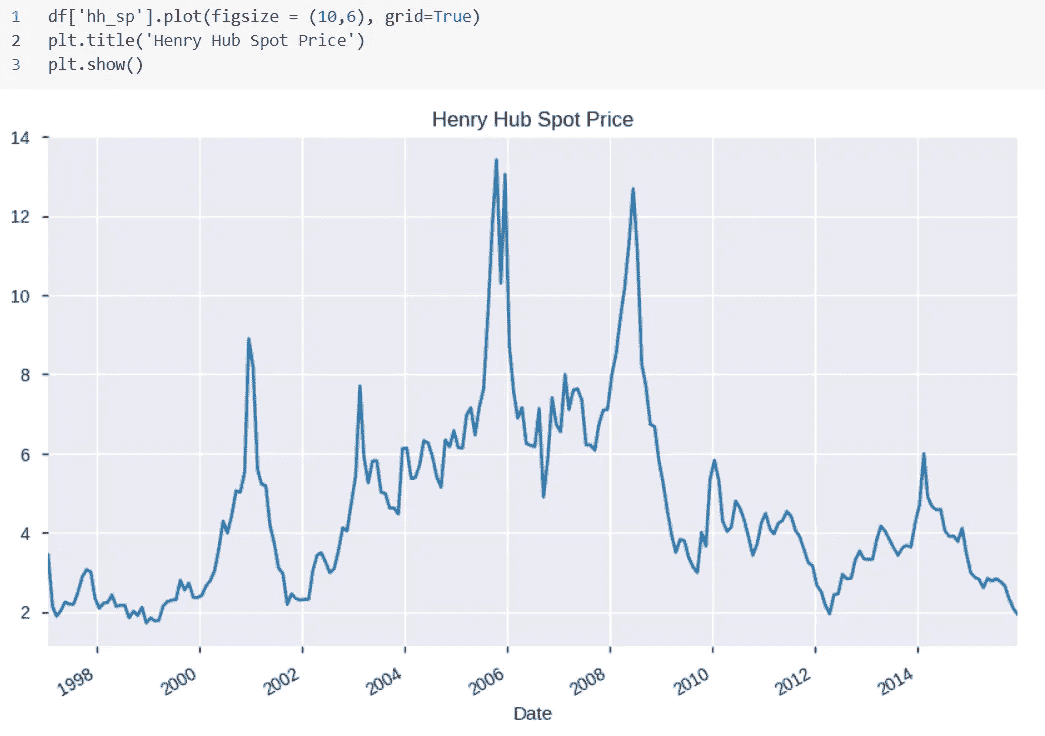 1 df['hh_sp'].plot(figsize = (10,6), grid=True)
2 plt.title('Henry Hub Spot Price')
3 plt.show()
Henry Hub Spot Price
14
12
10
8
6
4
2
1998 2000 2002 2004 2006 2008 2010 2012 2014
Date